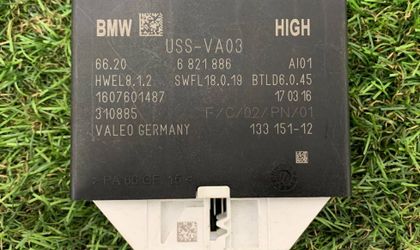 BMW HIGH
USS-VA03
66.20 6 821 886 AI01
HWEL8.1.2 SWFL18.0.19 BTLD6.0.45
1607601487 17 03 16
310885 F/C/02/PN/01
VALEO GERMANY 133 151-12